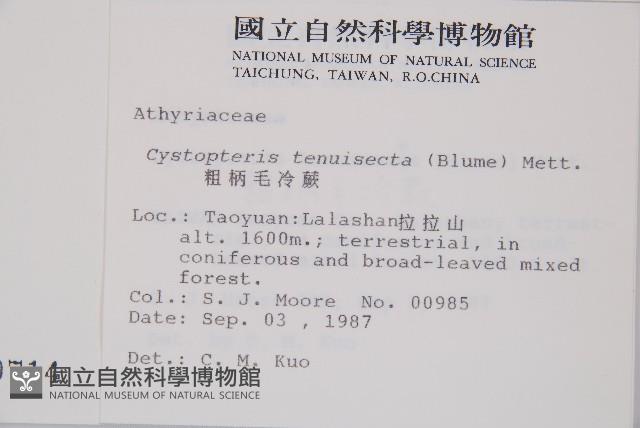 國立自然科學博物館
NATIONAL MUSEUM OF NATURAL SCIENCE
TAICHUNG, TAIWAN, R.O.CHINA
Athyriaceae
Cystopteris tenuisecta (Blume) Mett.
粗柄毛冷蕨
Loc.: Taoyuan:Lalashan拉拉山
alt. 1600m.; terrestrial, in
coniferous and broad-leaved mixed
forest.
Col.: S. J. Moore No. 00985
Date: Sep. 03 , 1987
Det.: C. M. Kuo
國立自然科學博物館
NATIONAL MUSEUM OF NATURAL SCIENCE